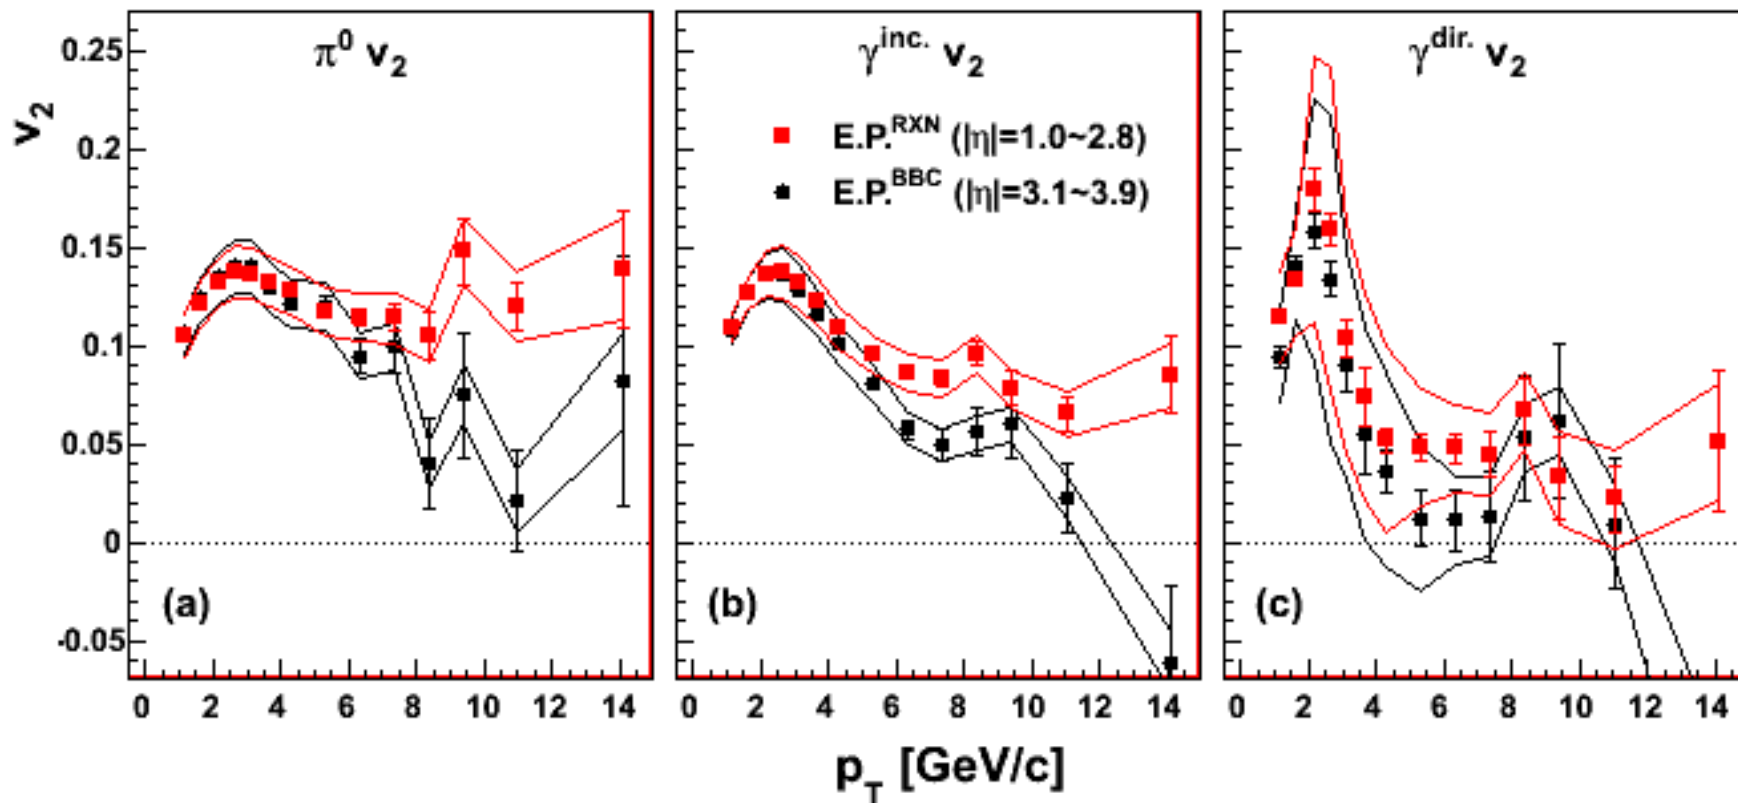 π⁰ v₂
γ^inc. v₂
γ^dir. v₂
E.P.^RXN (|η|=1.0~2.8)
E.P.^BBC (|η|=3.1~3.9)
v₂
0.25
0.2
0.15
0.1
0.05
0
-0.05
(a)
(b)
(c)
0 2 4 6 8 10 12 14
0 2 4 6 8 10 12 14
0 2 4 6 8 10 12 14
p_T [GeV/c]